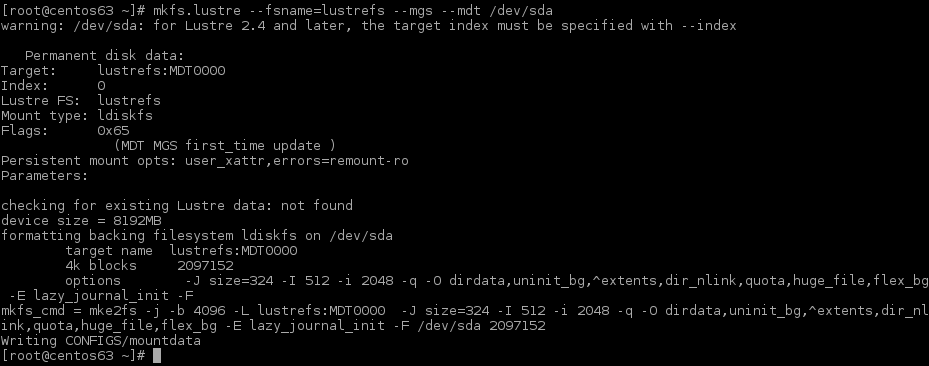 [root@centos63 ~]# mkfs.lustre --fsname=lustrefs --mgs --mdt /dev/sda
warning: /dev/sda: for Lustre 2.4 and later, the target index must be specified with --index

   Permanent disk data:
Target:     lustrefs:MDT0000
Index:      0
Lustre FS:  lustrefs
Mount type: ldiskfs
Flags:      0x65
              (MDT MGS first_time update )
Persistent mount opts: user_xattr,errors=remount-ro
Parameters:

checking for existing Lustre data: not found
device size = 8192MB
formatting backing filesystem ldiskfs on /dev/sda
        target name  lustrefs:MDT0000
        4k blocks     2097152
        options        -J size=324 -I 512 -i 2048 -q -O dirdata,uninit_bg,^extents,dir_nlink,quota,huge_file,flex_bg
 -E lazy_journal_init -F
mkfs_cmd = mke2fs -j -b 4096 -L lustrefs:MDT0000  -J size=324 -I 512 -i 2048 -q -O dirdata,uninit_bg,^extents,dir_nl
ink,quota,huge_file,flex_bg -E lazy_journal_init -F /dev/sda 2097152
Writing CONFIGS/mountdata
[root@centos63 ~]#